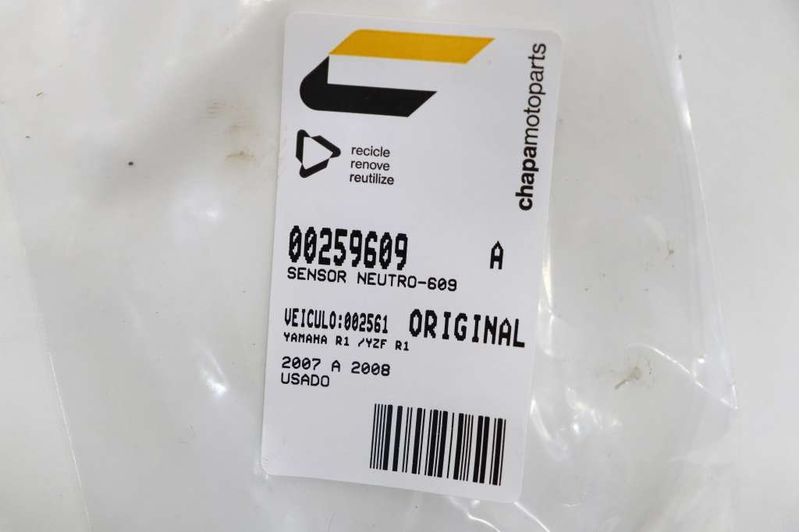 chapamotoparts
recicle
renove
reutilize
00259609 A
SENSOR NEUTRO-609
VEICULO:002561 ORIGINAL
YAMAHA R1 /YZF R1
2007 A 2008
USADO